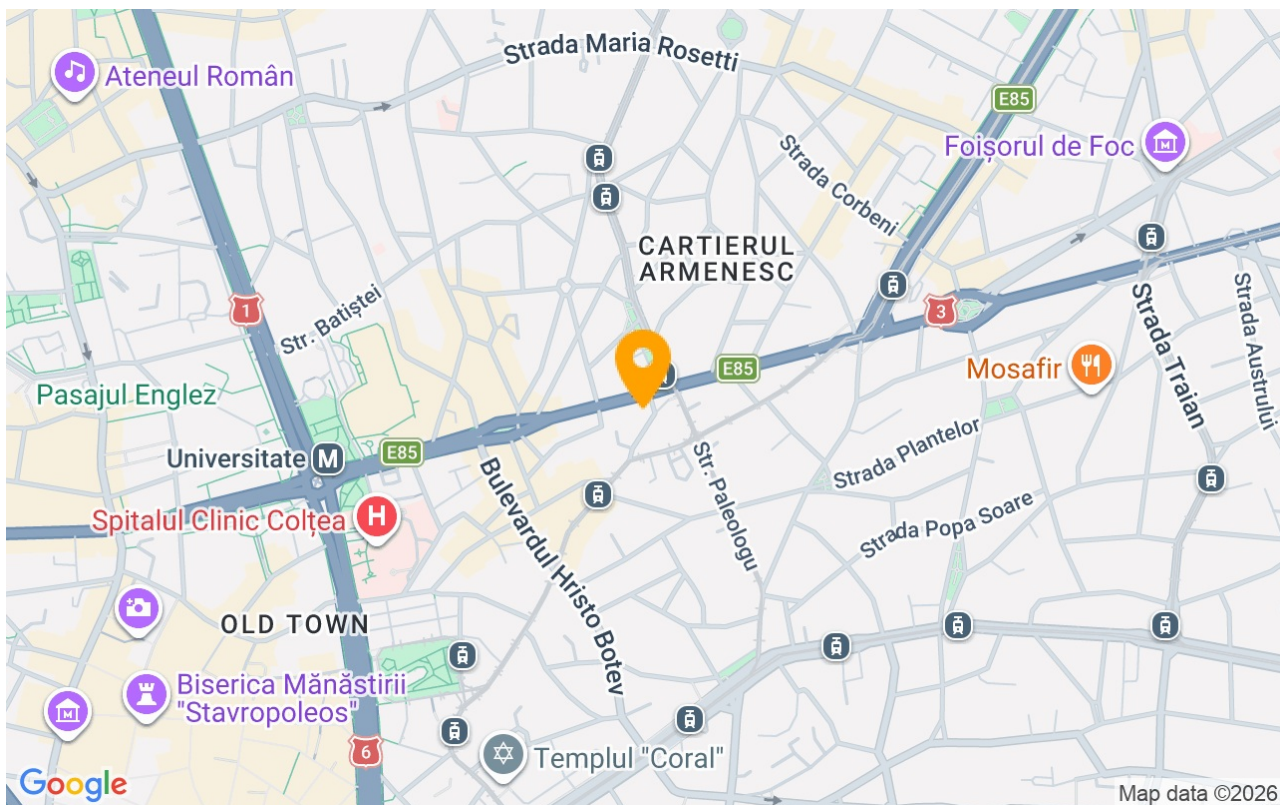 Strada Maria Rosetti
Ateneul Român
E85
Foișorul de Foc
Strada Corbeni
CARTIERUL
ARMENESC
1
Str. Batiștei
3
Strada Traian
Strada Austrului
E85
Mosafir
Pasajul Englez
Universitate
M
E85
Strada Plantelor
Str. Paleologu
Bulevardul Hristo Botev
Spitalul Clinic Colțea
H
Strada Popa Soare
OLD TOWN
Biserica Mănăstirii
"Stavropoleos"
6
Templul "Coral"
Google
Map data ©2026